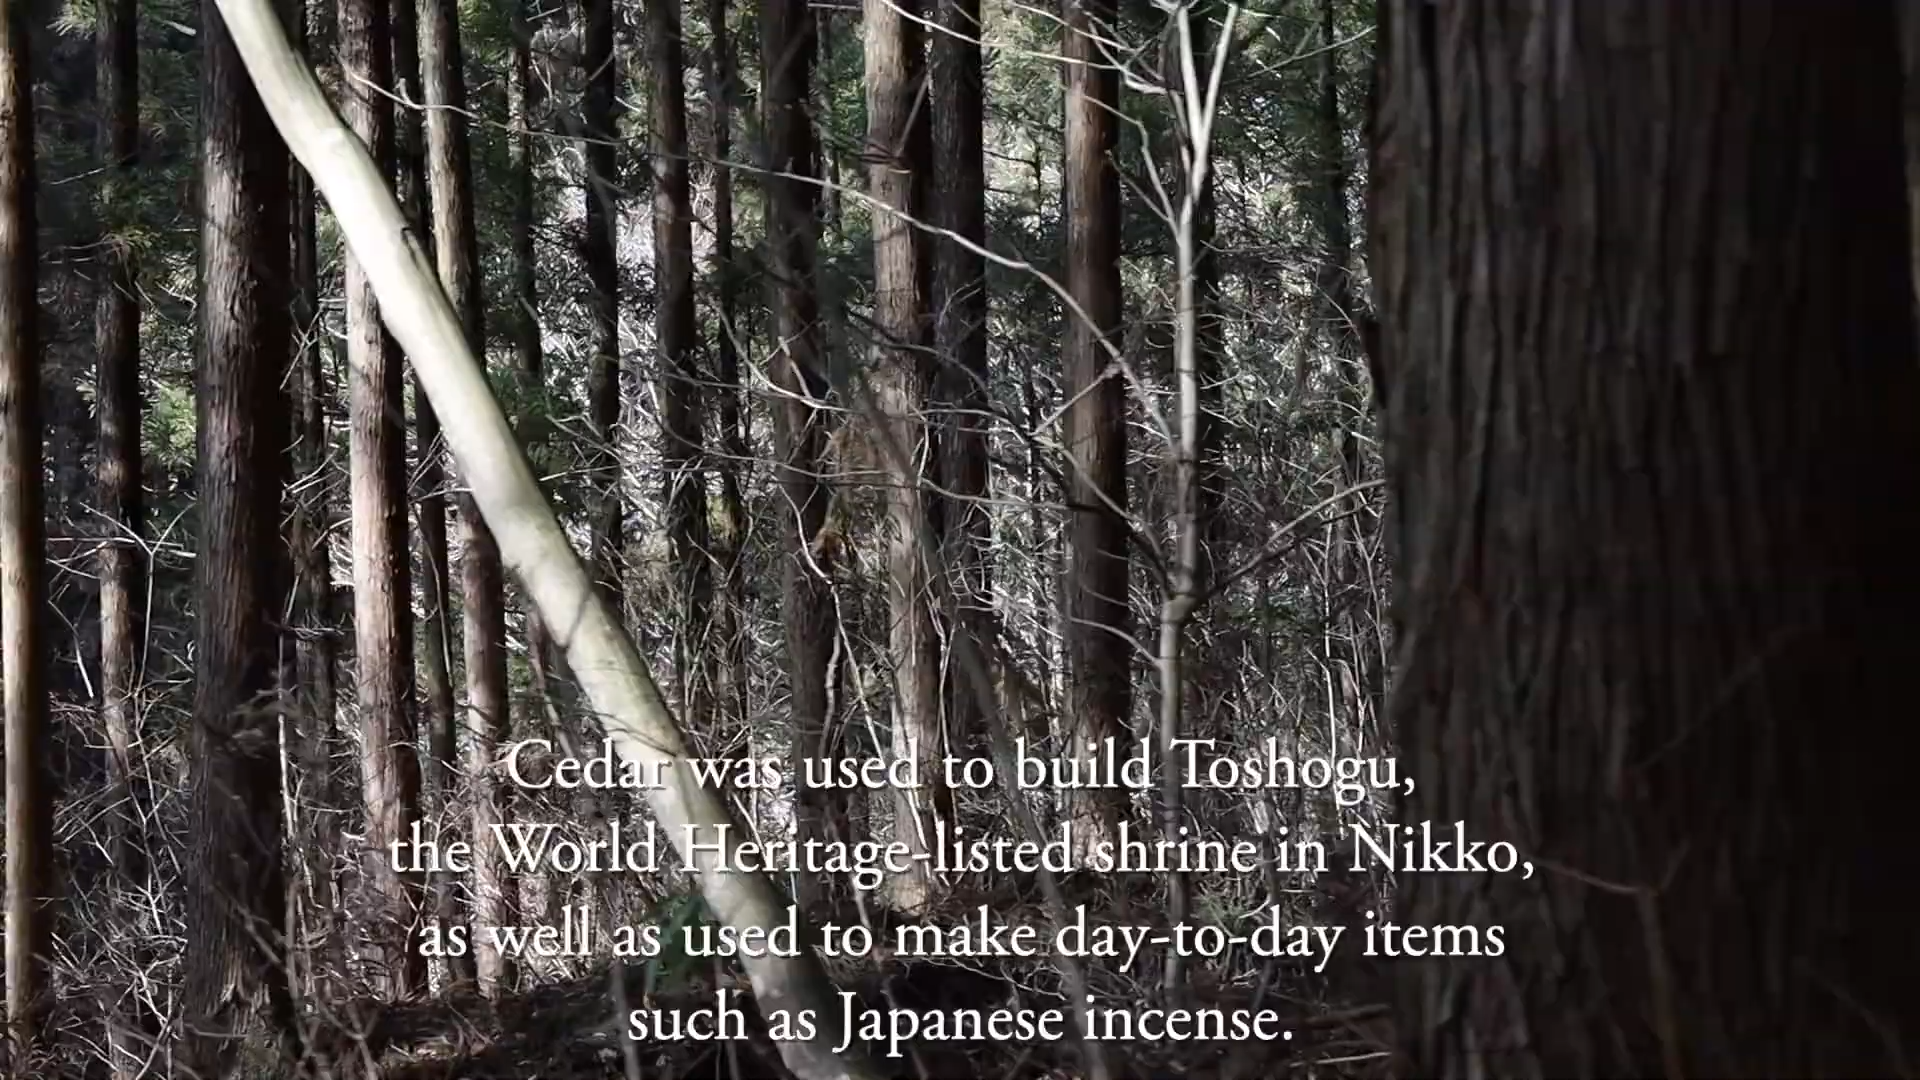 Cedar was used to build Toshogu,
the World Heritage-listed shrine in Nikko,
as well as used to make day-to-day items
such as Japanese incense.